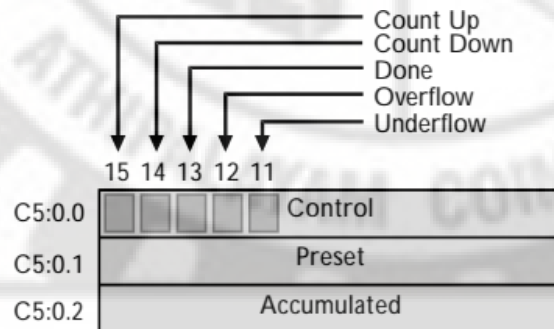 Count Up
Count Down
Done
Overflow
Underflow
15 14 13 12 11
C5:0.0 Control
C5:0.1 Preset
C5:0.2 Accumulated